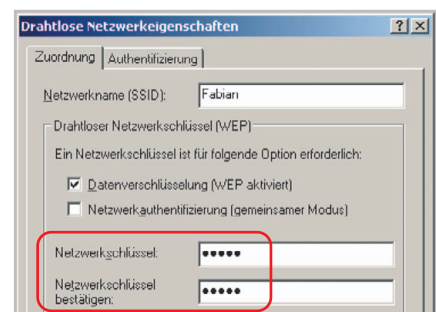 Drahtlose Netzwerkeigenschaften
Zuordnung Authentifizierung
Netzwerkname (SSID): Fabian
Drahtloser Netzwerkschlüssel (WEP)
Ein Netzwerkschlüssel ist für folgende Option erforderlich:
Datenverschlüsselung (WEP aktiviert)
Netzwerkauthentifizierung (gemeinsamer Modus)
Netzwerkschlüssel: •••••
Netzwerkschlüssel •••••
bestätigen: